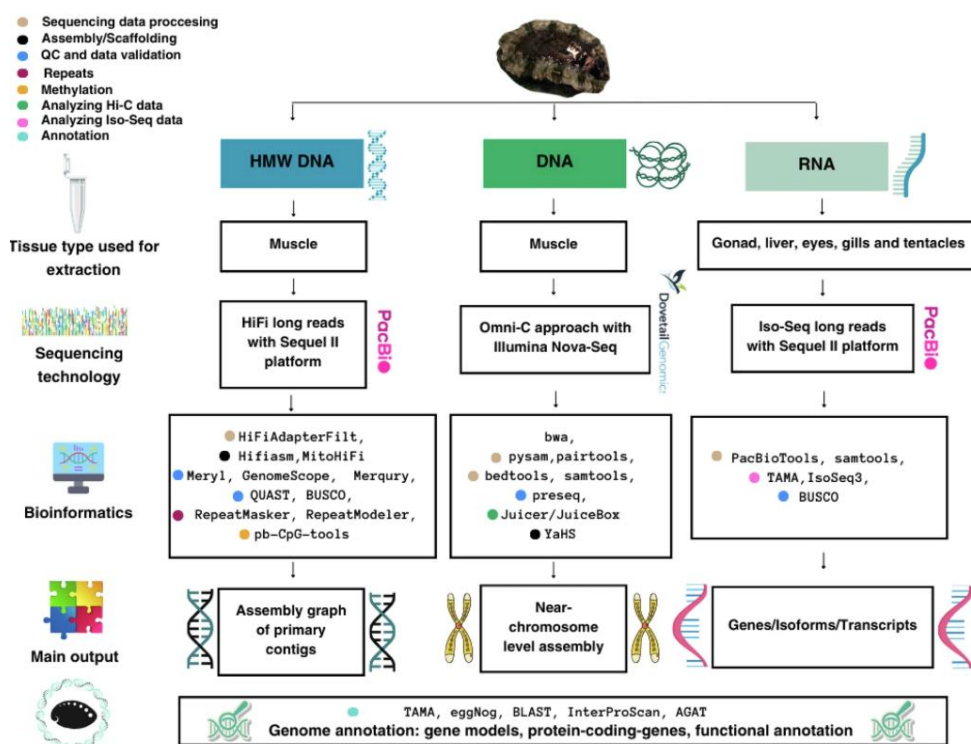 Sequencing data proccesing
Assembly/Scaffolding
QC and data validation
Repeats
Methylation
Analyzing Hi-C data
Analyzing Iso-Seq data
Annotation
HMW DNA
DNA
RNA
Tissue type used for
extraction
Muscle
Muscle
Gonad, liver, eyes, gills and tentacles
Sequencing
technology
HiFi long reads
with Sequel II
platform
PacBio
Omni-C approach with
Illumina Nova-Seq
Dovetail
Genomics
Iso-Seq long reads
with Sequel II platform
PacBio
Bioinformatics
HiFiAdapterFilt,
Hifiasm,MitoHiFi
Meryl, GenomeScope, Merqury,
QUAST, BUSCO,
RepeatMasker, RepeatModeler,
pb-CpG-tools
bwa,
pysam,pairtools,
bedtools, samtools,
preseq,
Juicer/JuiceBox
YaHS
PacBioTools, samtools,
TAMA,IsoSeq3,
BUSCO
Main output
Assembly graph
of primary
contigs
Near-
chromosome
level assembly
Genes/Isoforms/Transcripts
TAMA, eggNog, BLAST, InterProScan, AGAT
Genome annotation: gene models, protein-coding-genes, functional annotation